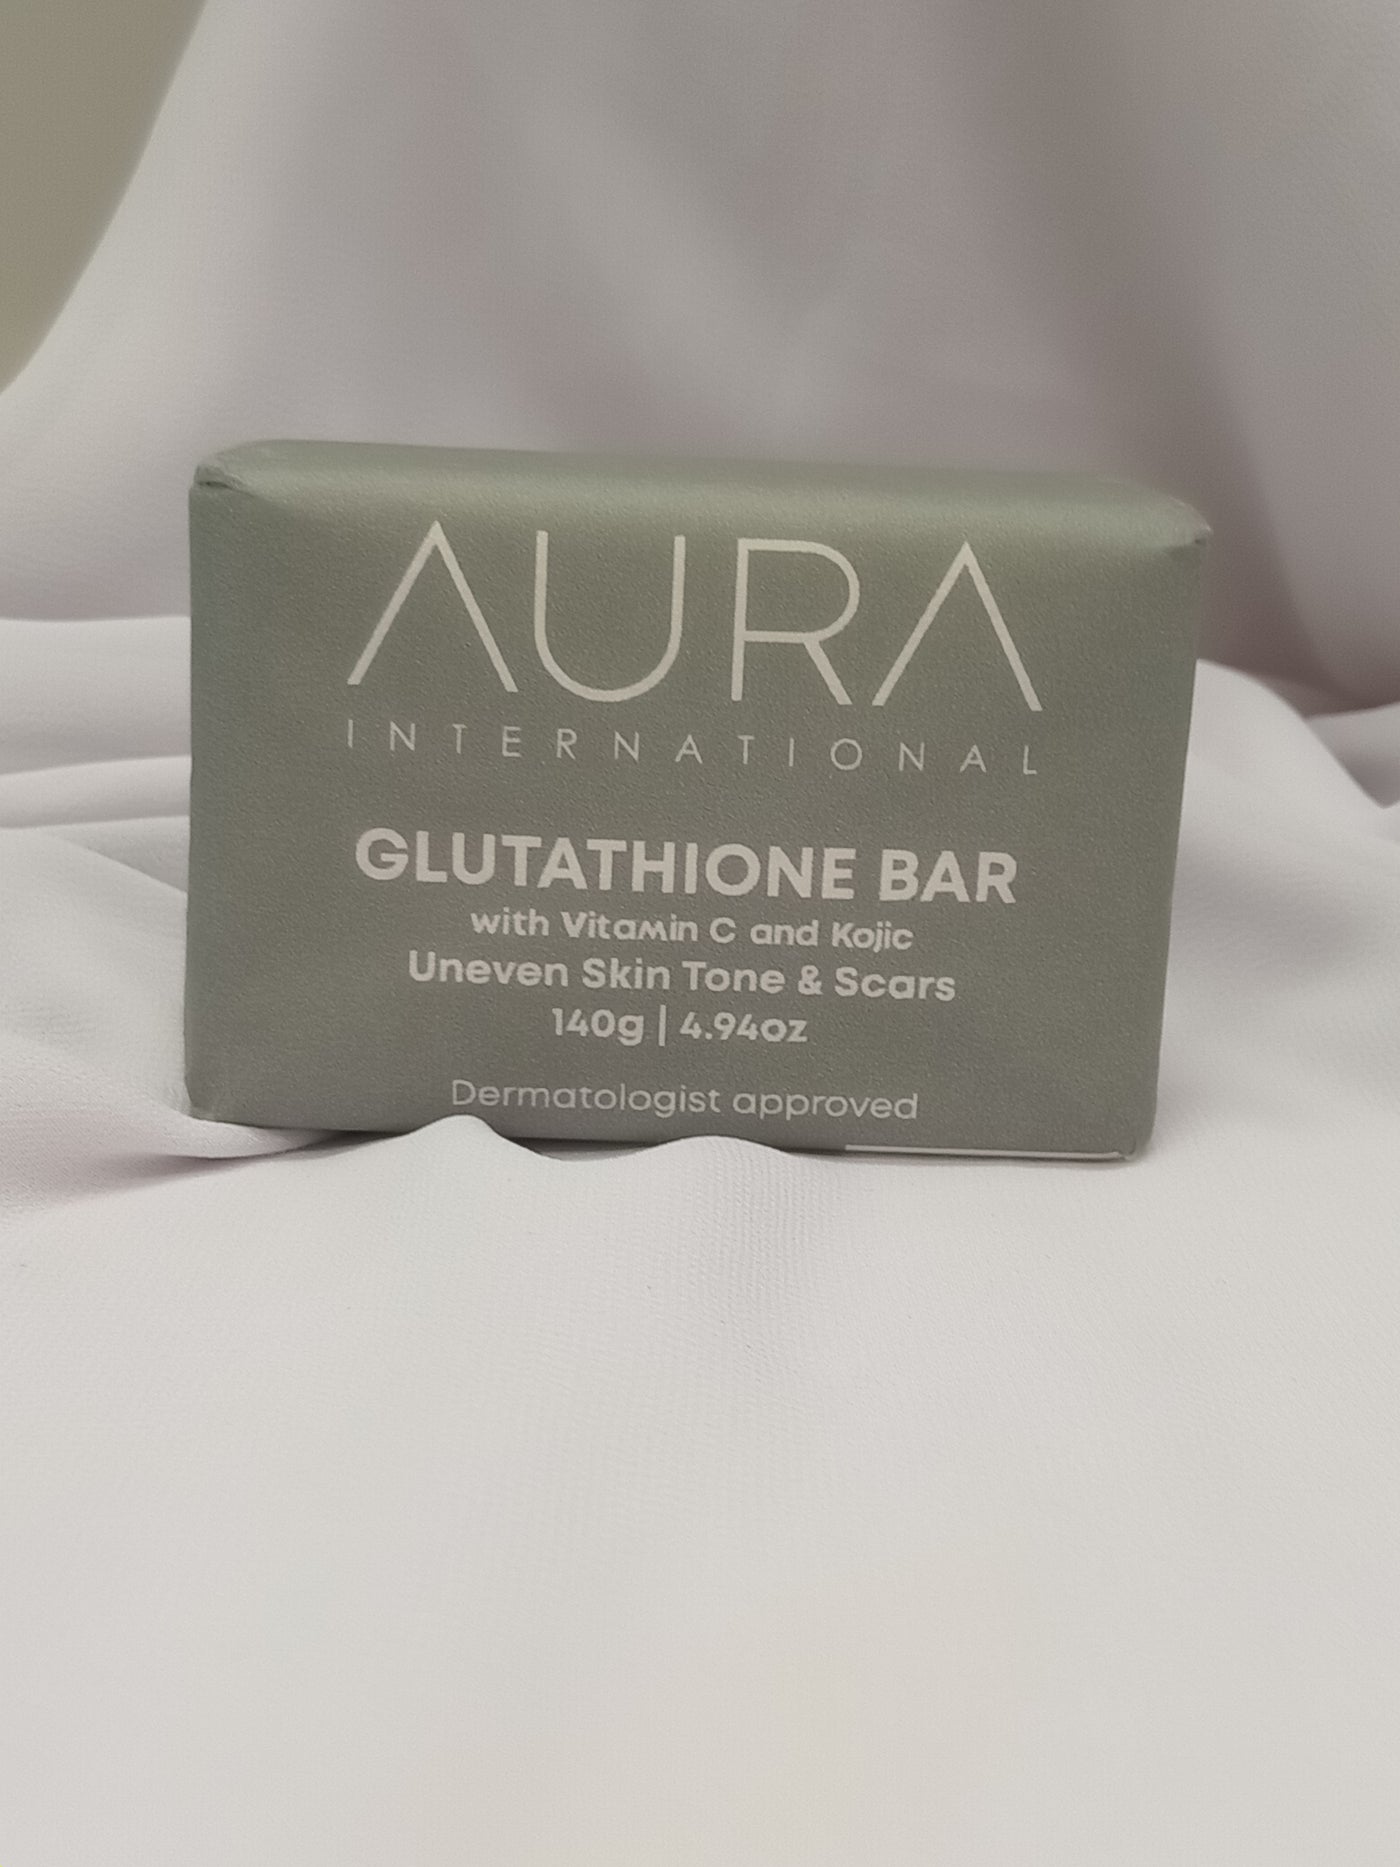 AURA
INTERNATIONAL
GLUTATHIONE BAR
with Vitamin C and Kojic
Uneven Skin Tone & Scars
140g | 4.94oz
Dermatologist approved